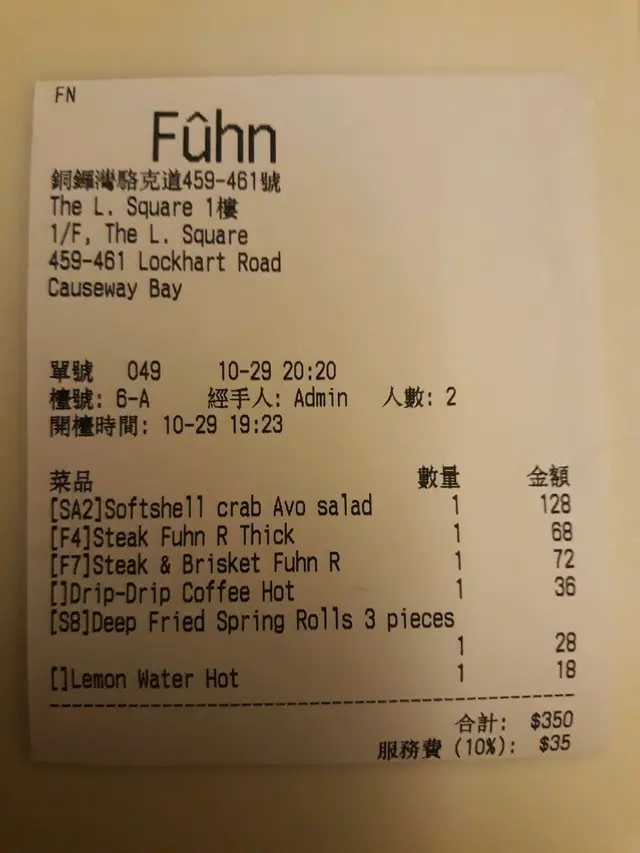 FN
Fûhn
銅鑼灣駱克道459-461號
The L. Square 1樓
1/F, The L. Square
459-461 Lockhart Road
Causeway Bay
單號 049 10-29 20:20
檯號: 6-A 經手人: Admin 人數: 2
開檯時間: 10-29 19:23
菜品 數量 金額
[SA2]Softshell crab Avo salad 1 128
[F4]Steak Fuhn R Thick 1 68
[F7]Steak & Brisket Fuhn R 1 72
[]Drip-Drip Coffee Hot 1 36
[S8]Deep Fried Spring Rolls 3 pieces
1 28
[]Lemon Water Hot 1 18
合計: $350
服務費(10%): $35